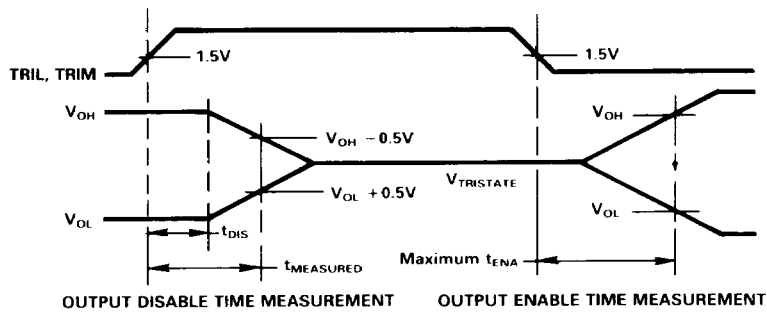 1.5V
1.5V
TRIL, TRIM
VOH
VOH
VOH −0.5V
VTRISTATE
VOL +0.5V
VOL
VOL
tDIS
tMEASURED
Maximum tENA
OUTPUT DISABLE TIME MEASUREMENT
OUTPUT ENABLE TIME MEASUREMENT